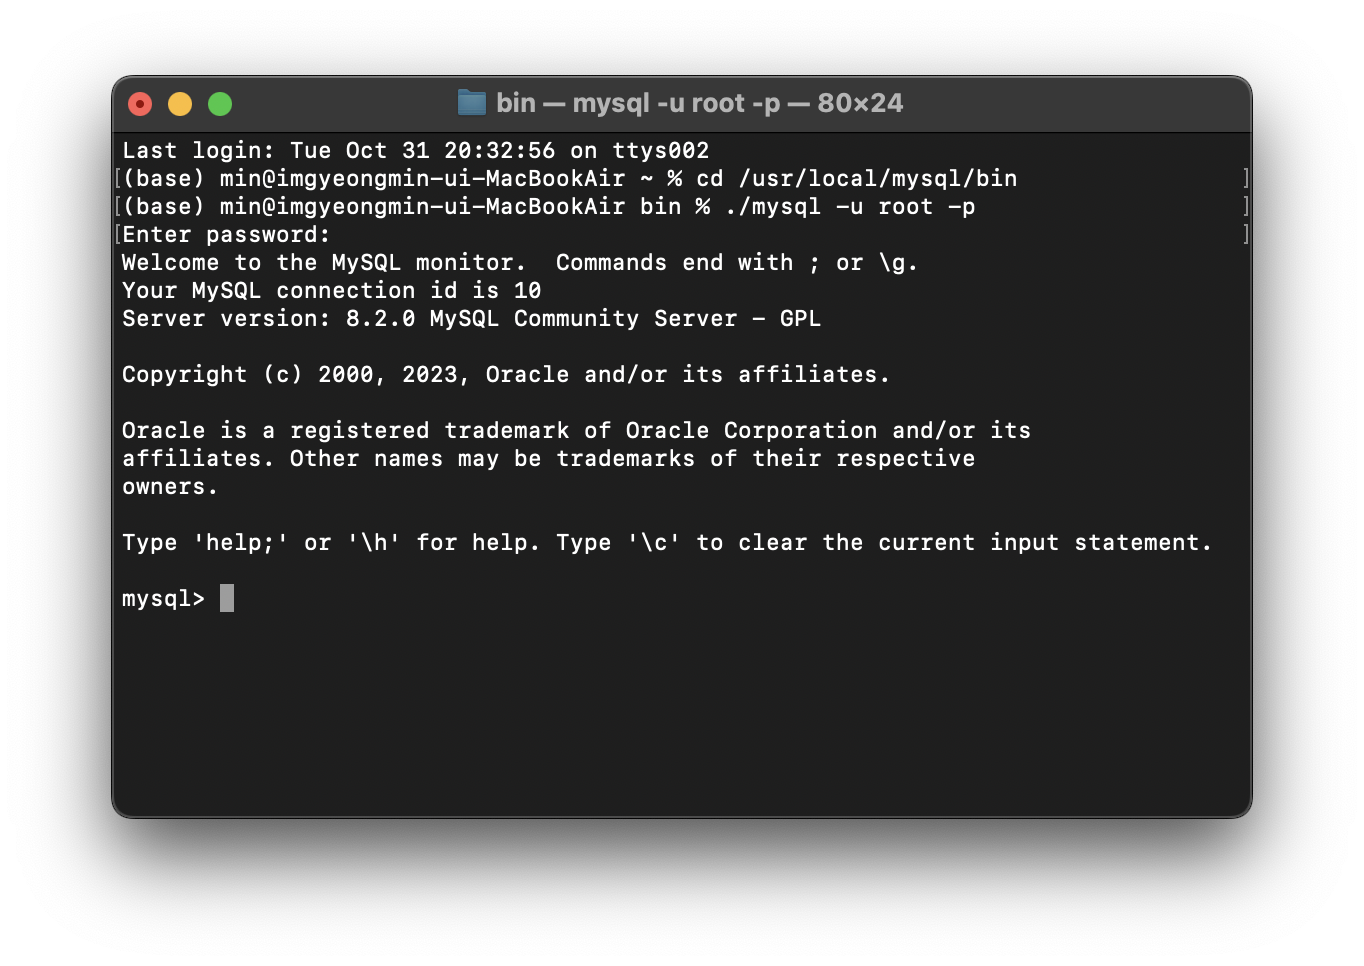 bin — mysql -u root -p — 80×24
Last login: Tue Oct 31 20:32:56 on ttys002
[(base) min@imgyeongmin-ui-MacBookAir ~ % cd /usr/local/mysql/bin ]
[(base) min@imgyeongmin-ui-MacBookAir bin % ./mysql -u root -p ]
[Enter password: ]
Welcome to the MySQL monitor.  Commands end with ; or \g.
Your MySQL connection id is 10
Server version: 8.2.0 MySQL Community Server - GPL
Copyright (c) 2000, 2023, Oracle and/or its affiliates.
Oracle is a registered trademark of Oracle Corporation and/or its
affiliates. Other names may be trademarks of their respective
owners.
Type 'help;' or '\h' for help. Type '\c' to clear the current input statement.
mysql>